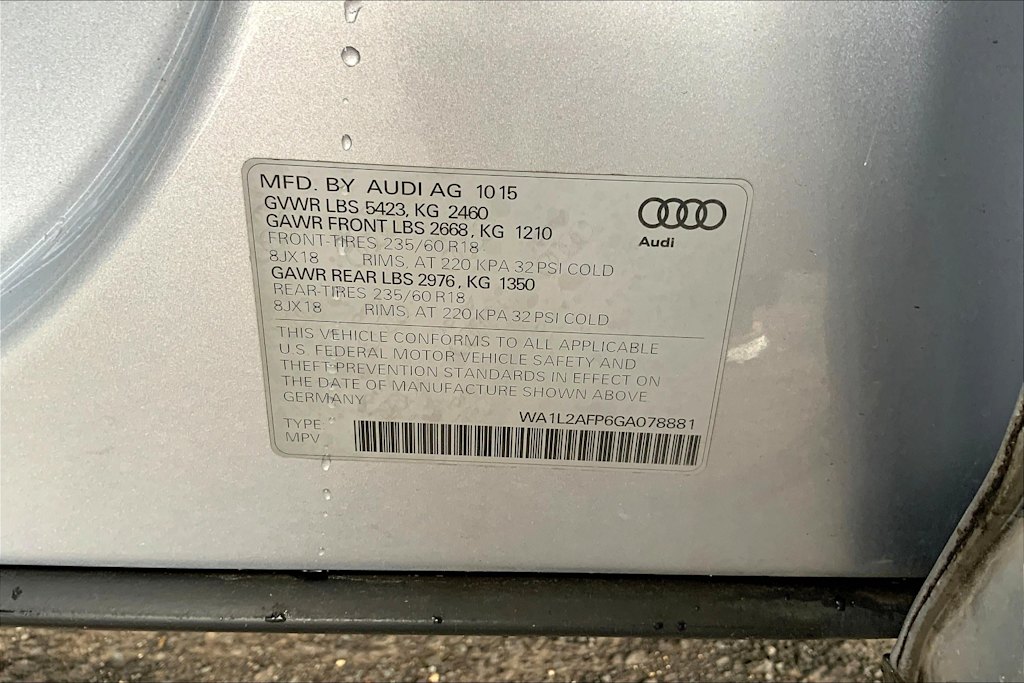 MFD. BY AUDI AG 10 15
GVWR LBS 5423, KG 2460
GAWR FRONT LBS 2668, KG 1210
FRONT-TIRES 235/60 R18
8JX18 RIMS, AT 220 KPA 32 PSI COLD
GAWR REAR LBS 2976, KG 1350
REAR-TIRES 235/60 R18
8JX18 RIMS, AT 220 KPA 32 PSI COLD
Audi
THIS VEHICLE CONFORMS TO ALL APPLICABLE
U.S. FEDERAL MOTOR VEHICLE SAFETY AND
THEFT PREVENTION STANDARDS IN EFFECT ON
THE DATE OF MANUFACTURE SHOWN ABOVE.
GERMANY
WA1L2AFP6GA078881
TYPE:
MPV